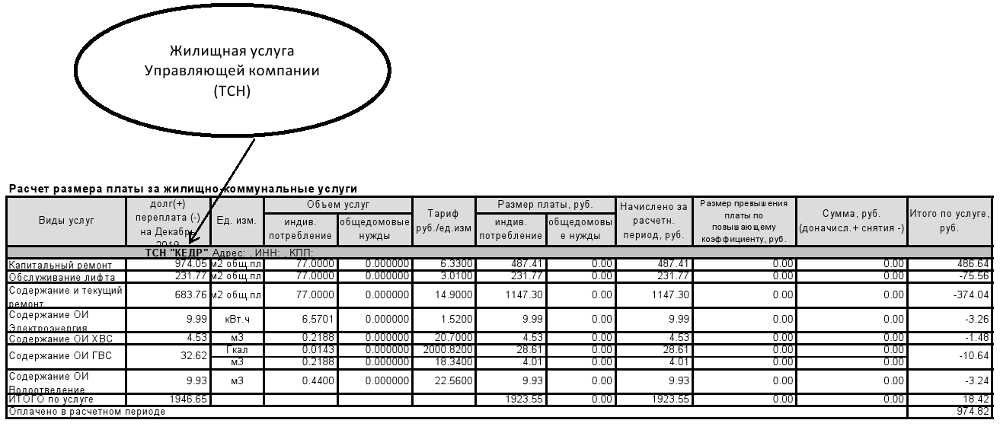 Жилищная услуга
Управляющей компании
(ТСН)
Расчет размера платы за жилищно-коммунальные услуги
Виды услуг долг(+) переплата (-) на Декабрь 2019 Ед. изм. Объем услуг Тариф руб./ед.изм Размер платы, руб. Начислено за расчетн. период, руб. Размер превышения платы по повышающему коэффициенту, руб. Сумма, руб. (доначисл.+ снятия -) Итого по услуге, руб.
индив. потребление общедомовые нужды индив. потребление общедомовы е нужды
ТСН "КЕДР" Адрес: , ИНН: , КПП:
Капитальный ремонт 974.05 м2 общ.пл 77.0000 0.000000 6.3300 487.41 0.00 487.41 0.00 0.00 486.64
Обслуживание лифта 231.77 м2 общ.пл 77.0000 0.000000 3.0100 231.77 0.00 231.77 0.00 0.00 -75.56
Содержание и текущий ремонт 683.76 м2 общ.пл 77.0000 0.000000 14.9000 1147.30 0.00 1147.30 0.00 0.00 -374.04
Содержание ОИ Электроэнергия 9.99 кВт.ч 6.5701 0.000000 1.5200 9.99 0.00 9.99 0.00 0.00 -3.26
Содержание ОИ ХВС 4.53 м3 0.2188 0.000000 20.7000 4.53 0.00 4.53 0.00 0.00 -1.48
Содержание ОИ ГВС 32.62 Гкал 0.0143 0.000000 2000.8200 28.61 0.00 28.61 0.00 0.00 -10.64
м3 0.2188 0.000000 18.3400 4.01 0.00 4.01 0.00 0.00
Содержание ОИ Водоотведение 9.93 м3 0.4400 0.000000 22.5600 9.93 0.00 9.93 0.00 0.00 -3.24
ИТОГО по услуге 1946.65 1923.55 0.00 1923.55 0.00 0.00 18.42
Оплачено в расчетном периоде 974.82